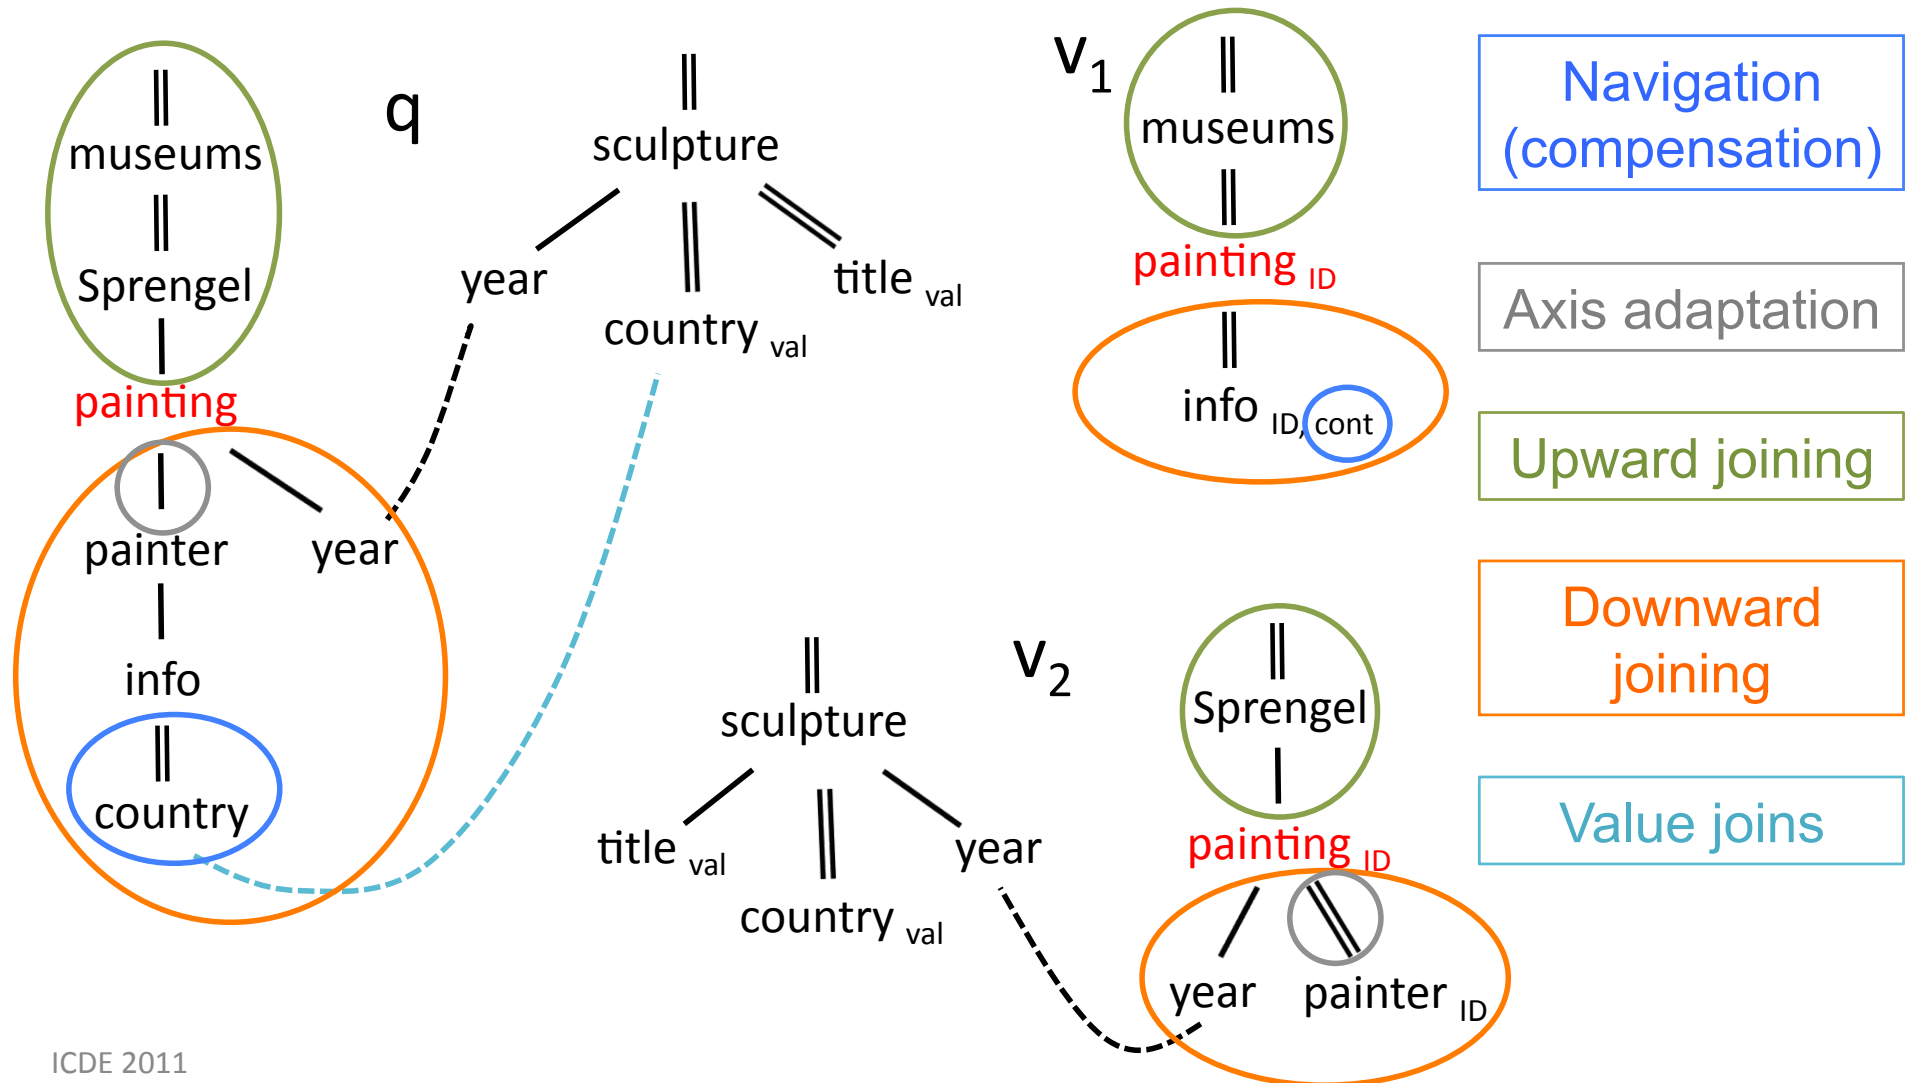 q
museums
Sprengel
painting
painter
year
info
country
sculpture
year
country val
title val
v1
museums
painting ID
info ID, cont
v2
sculpture
title val
country val
year
Sprengel
painting ID
year
painter ID
Navigation
(compensation)
Axis adaptation
Upward joining
Downward
joining
Value joins
ICDE 2011